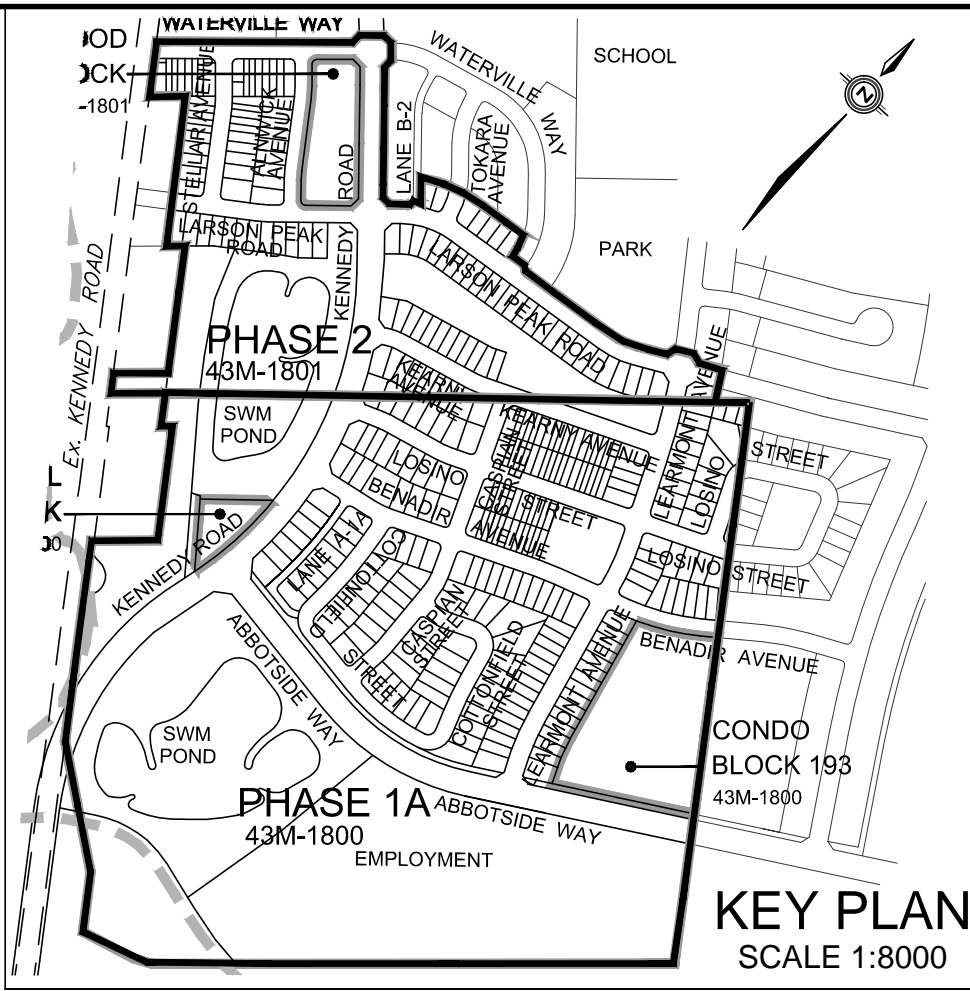 WATERVILLE WAY
WATERVILLE WAY
SCHOOL
-1801
STELLAR AVENUE
ALNWICK
AVENUE
ROAD
LANE B-2
TOKARA
AVENUE
N
PARK
LARSON PEAK
ROAD
KENNEDY
LARSON PEAK ROAD
Ex. KENNEDY ROAD
PHASE 2
43M-1801
SWM
POND
KEARNY
AVENUE
KEARNY AVENUE
LEARMONT AVENUE
LOSINO
STREET
LOSINO
STREET
BENADIR
AVENUE
CASPIAN
STREET
L
K
KENNEDY ROAD
LANE A-1A
COTTONFIELD
STREET
CASPIAN
STREET
COTTONFIELD
STREET
LOSINO STREET
LEARMONT AVENUE
BENADIR AVENUE
ABBOTSIDE WAY
SWM
POND
CONDO
BLOCK 193
43M-1800
PHASE 1A
43M-1800
ABBOTSIDE WAY
EMPLOYMENT
KEY PLAN
SCALE 1:8000